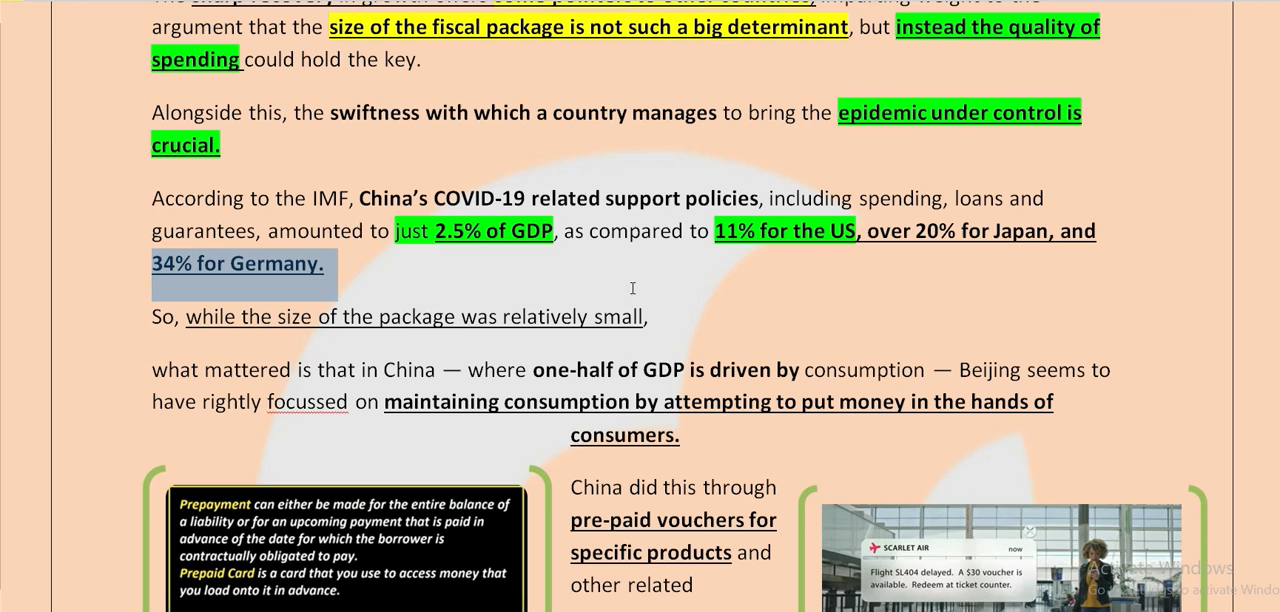 argument that the size of the fiscal package is not such a big determinant, but instead the quality of
spending could hold the key.
Alongside this, the swiftness with which a country manages to bring the epidemic under control is
crucial.
According to the IMF, China's COVID-19 related support policies, including spending, loans and
guarantees, amounted to just 2.5% of GDP, as compared to 11% for the US, over 20% for Japan, and
34% for Germany.
So, while the size of the package was relatively small,
what mattered is that in China — where one-half of GDP is driven by consumption — Beijing seems to
have rightly focussed on maintaining consumption by attempting to put money in the hands of
consumers.
Prepayment can either be made for the entire balance of
a liability or for an upcoming payment that is paid in
advance of the date for which the borrower is
contractually obligated to pay.
Prepaid Card is a card that you use to access money that
you load onto it in advance.
China did this through
pre-paid vouchers for
specific products and
other related
SCARLET AIR now
Flight SL404 delayed. A $30 voucher is
available. Redeem at ticket counter.
Activate Windows
to activate Windo